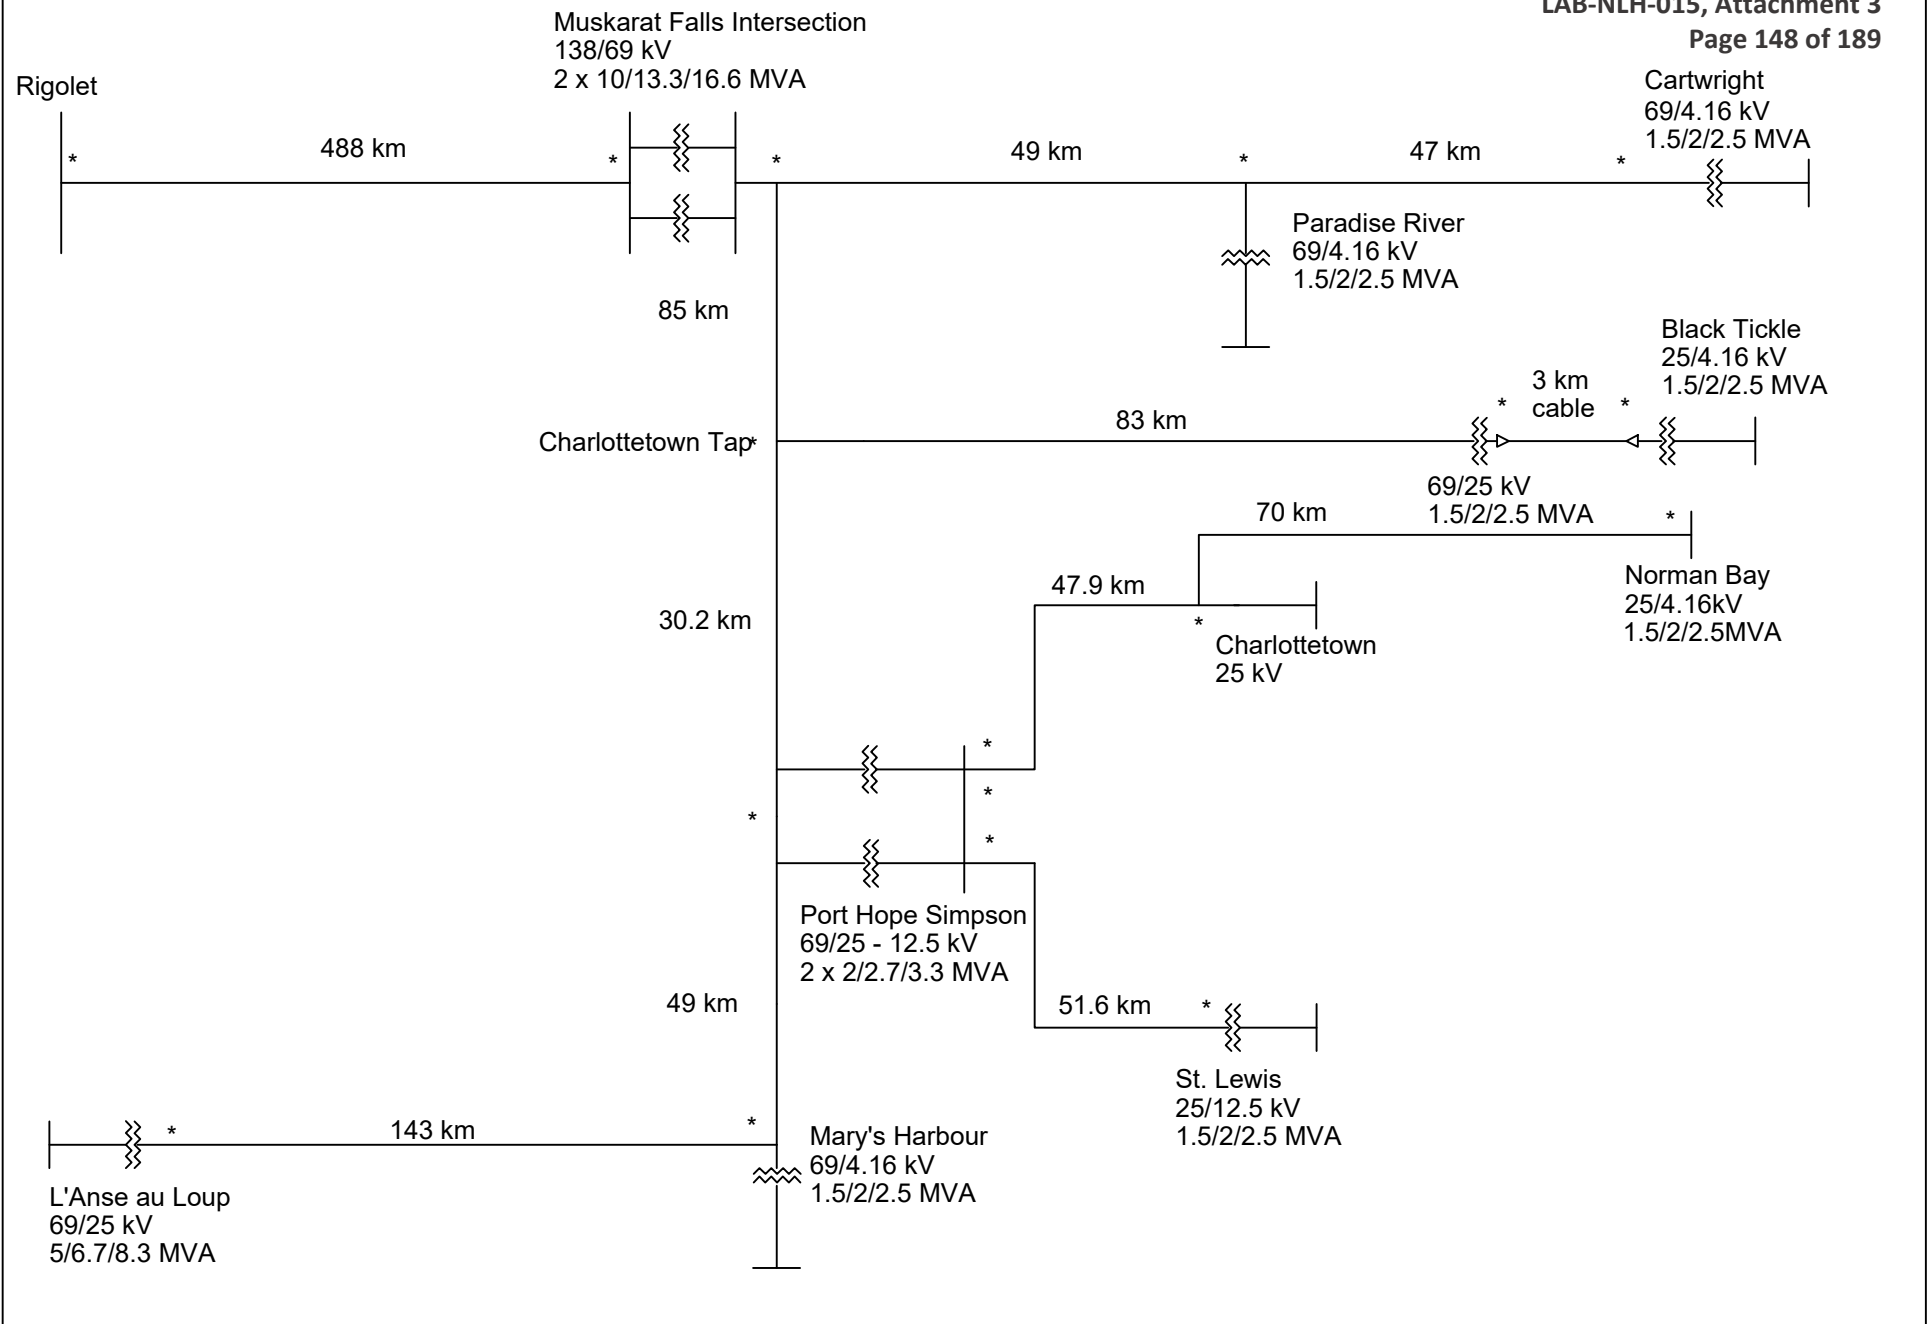 LAB-NLH-015, Attachment 3
Page 148 of 189
Muskarat Falls Intersection
138/69 kV
2 x 10/13.3/16.6 MVA
Rigolet
Cartwright
69/4.16 kV
1.5/2/2.5 MVA
* 488 km *
* 49 km * 47 km *
Paradise River
69/4.16 kV
1.5/2/2.5 MVA
85 km
Black Tickle
25/4.16 kV
1.5/2/2.5 MVA
3 km
* cable *
83 km
Charlottetown Tap*
69/25 kV
1.5/2/2.5 MVA
70 km *
Norman Bay
25/4.16kV
1.5/2/2.5MVA
47.9 km
*
Charlottetown
25 kV
30.2 km
*
*
*
*
Port Hope Simpson
69/25 - 12.5 kV
2 x 2/2.7/3.3 MVA
49 km
51.6 km *
St. Lewis
25/12.5 kV
1.5/2/2.5 MVA
* 143 km *
Mary's Harbour
69/4.16 kV
1.5/2/2.5 MVA
L'Anse au Loup
69/25 kV
5/6.7/8.3 MVA